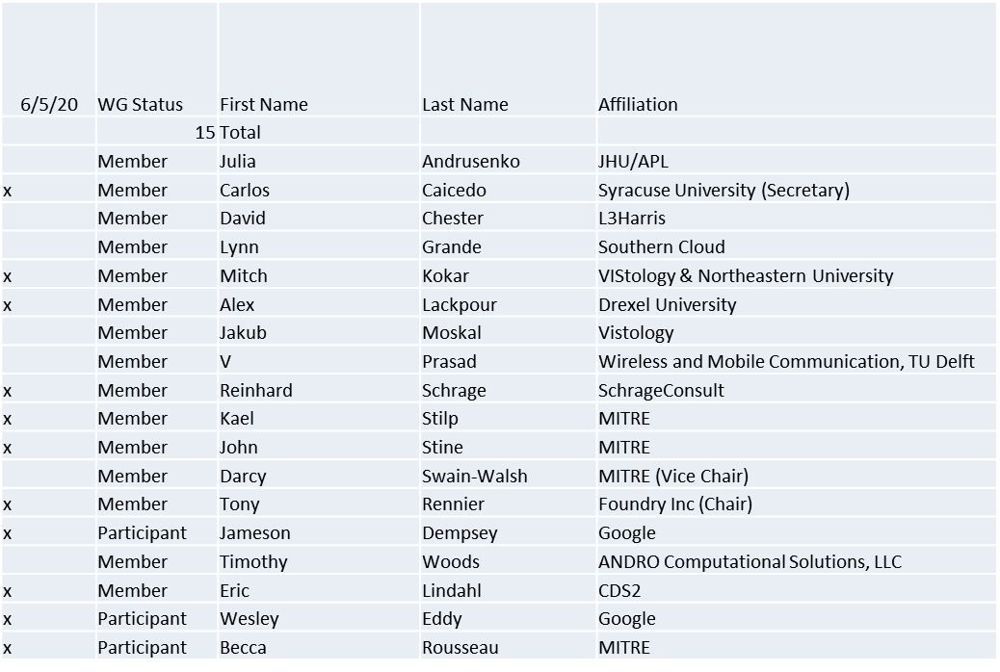 6/5/20 WG Status First Name Last Name Affiliation
15 Total
Member Julia Andrusenko JHU/APL
x Member Carlos Caicedo Syracuse University (Secretary)
Member David Chester L3Harris
Member Lynn Grande Southern Cloud
x Member Mitch Kokar VIStology & Northeastern University
x Member Alex Lackpour Drexel University
Member Jakub Moskal Vistology
Member V Prasad Wireless and Mobile Communication, TU Delft
x Member Reinhard Schrage SchrageConsult
x Member Kael Stilp MITRE
x Member John Stine MITRE
Member Darcy Swain-Walsh MITRE (Vice Chair)
x Member Tony Rennier Foundry Inc (Chair)
x Participant Jameson Dempsey Google
Member Timothy Woods ANDRO Computational Solutions, LLC
x Member Eric Lindahl CDS2
x Participant Wesley Eddy Google
x Participant Becca Rousseau MITRE